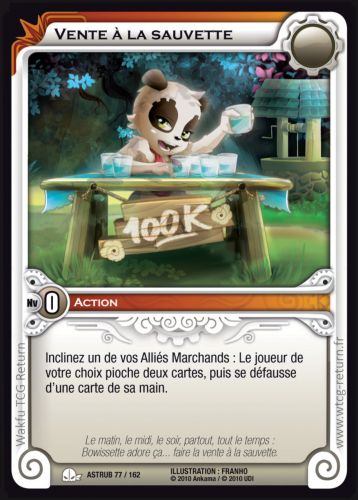 Vente à la sauvette
100K
Nv 0 Action
Inclinez un de vos Alliés Marchands : Le joueur de
votre choix pioche deux cartes, puis se défausse
d'une carte de sa main.
Le matin, le midi, le soir, partout, tout le temps :
Bowissette adore ça... faire la vente à la sauvette.
ASTRUB 77 / 162
ILLUSTRATION : FRANHO
© 2010 Ankama / © 2010 UDI
Wakfu TCG Return
www.wtcg-return.fr